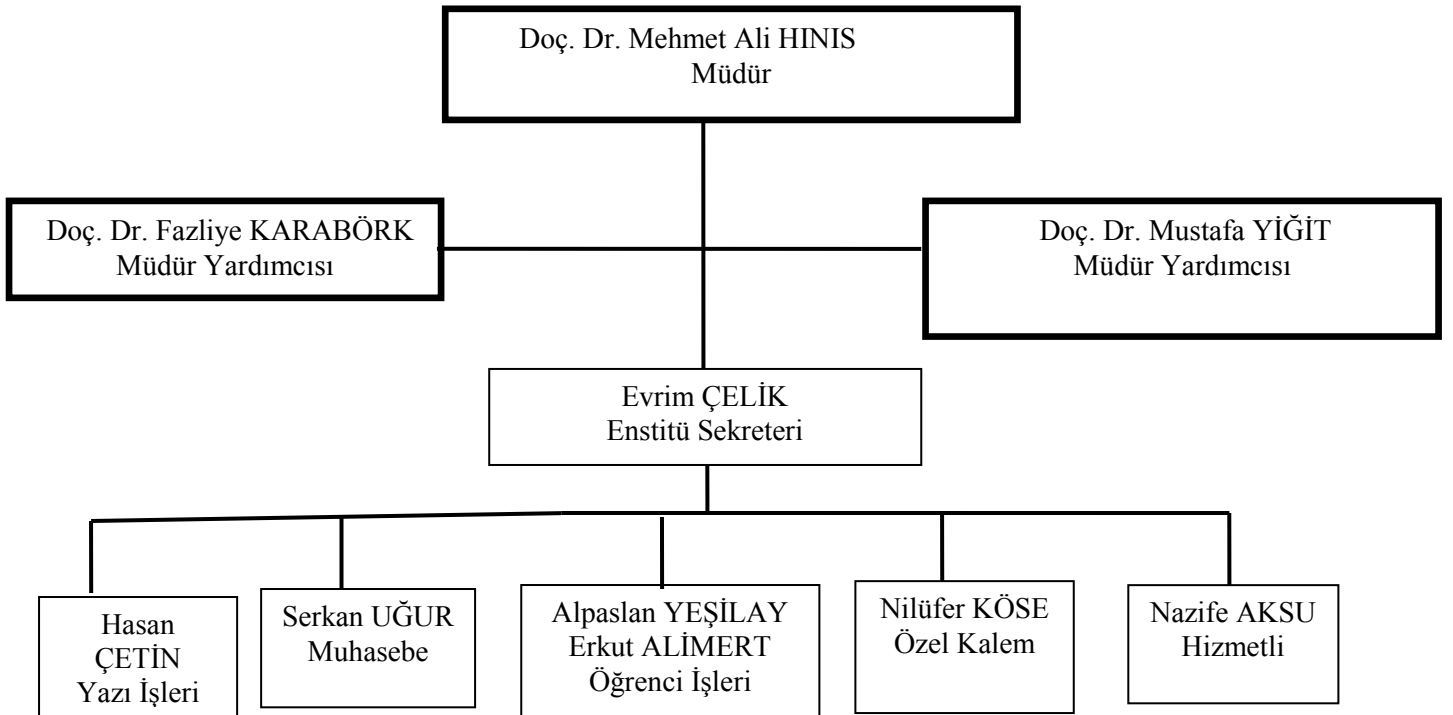 Doç. Dr. Mehmet Ali HINIS
Müdür
Doç. Dr. Fazliye KARABÖRK
Müdür Yardımcısı
Doç. Dr. Mustafa YİĞİT
Müdür Yardımcısı
Evrim ÇELİK
Enstitü Sekreteri
Hasan
ÇETİN
Yazı İşleri
Serkan UĞUR
Muhasebe
Alpaslan YEŞİLAY
Erkut ALİMERT
Öğrenci İşleri
Nilüfer KÖSE
Özel Kalem
Nazife AKSU
Hizmetli